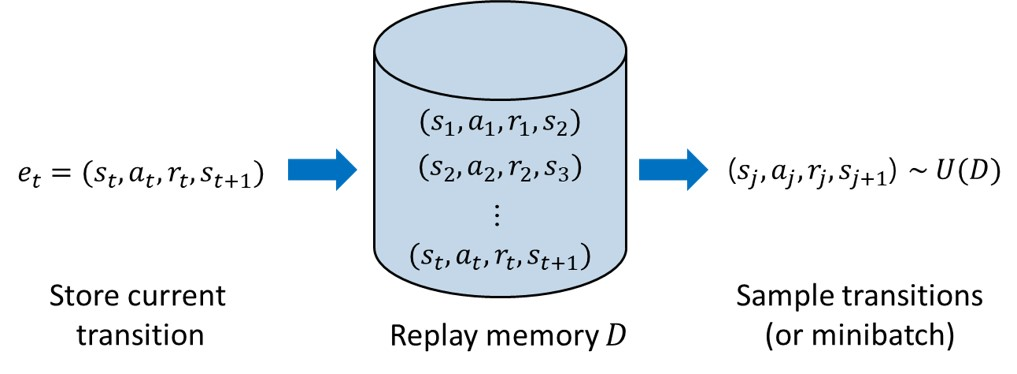 e_t = (s_t, a_t, r_t, s_{t+1})
(s_1, a_1, r_1, s_2)
(s_2, a_2, r_2, s_3)
⋮
(s_t, a_t, r_t, s_{t+1})
(s_j, a_j, r_j, s_{j+1}) ~ U(D)
Store current
transition
Replay memory D
Sample transitions
(or minibatch)